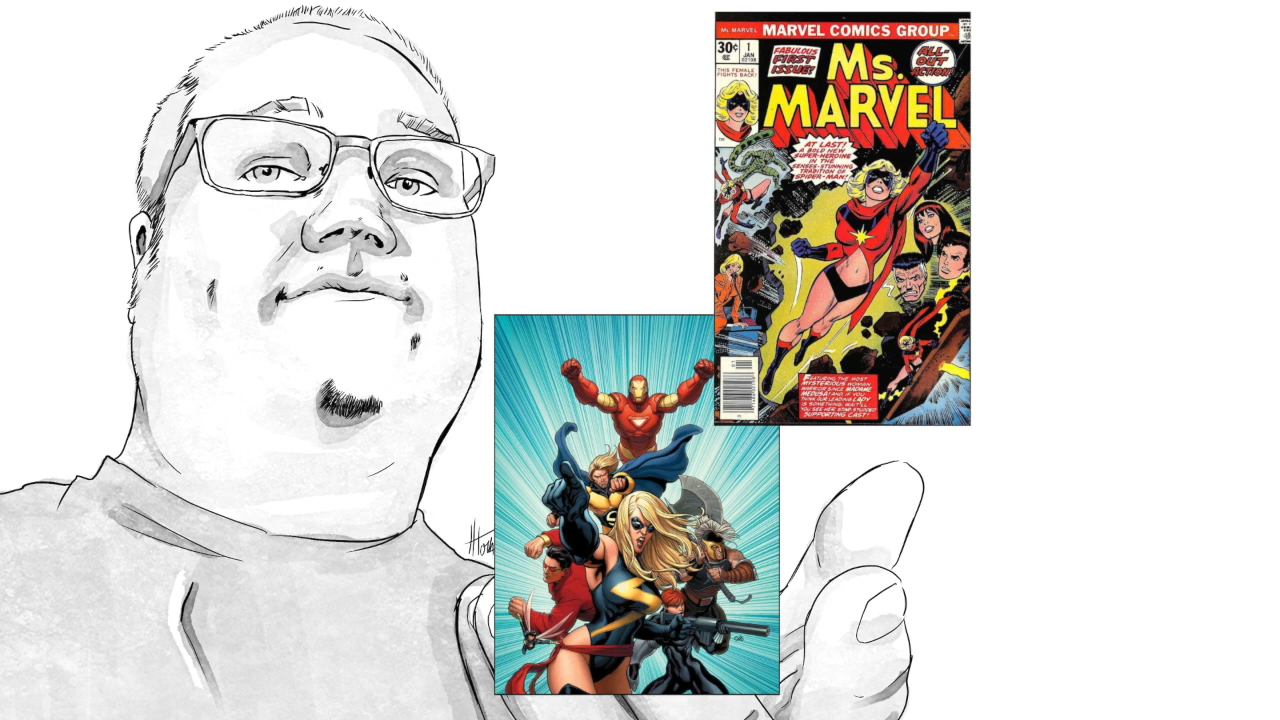 Ms. MARVEL MARVEL COMICS GROUP
30¢
1
JAN
02138
FABULOUS
FIRST
ISSUE!
ALL-
OUT
ACTION!
THIS FEMALE
FIGHTS BACK!
Ms.
MARVEL
AT LAST!
A BOLD NEW
SUPER-HEROINE
IN THE
SENSES-STUNNING
TRADITION OF
SPIDER-MAN!
FEATURING THE MOST
MYSTERIOUS WOMAN
WARRIOR SINCE MADAME
MEDUSA! AND, IF YOU
THINK OUR LEADING LADY
IS SOMETHING, WAIT'LL
YOU SEE HER STAR-STUDDED
SUPPORTING CAST!